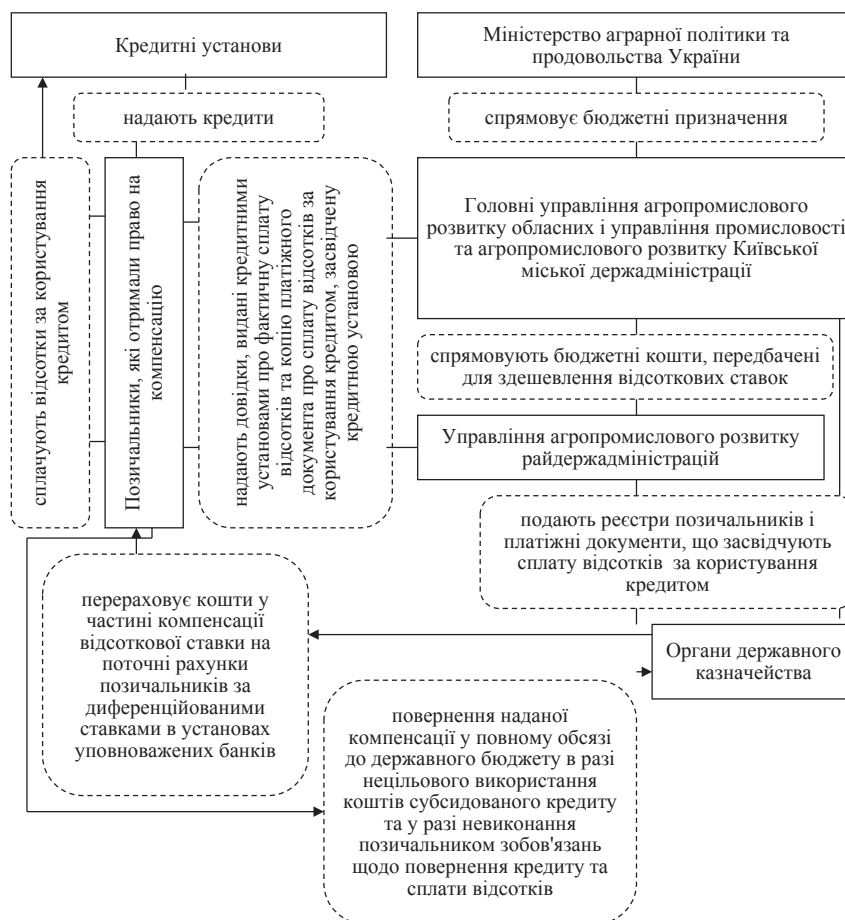 Кредитні установи
Міністерство аграрної політики та
продовольства України
надають кредити
спрямовує бюджетні призначення
сплачують відсотки за користування
кредитом
Позичальники, які отримали право на
компенсацію
надають довідки, видані кредитними
установами про фактичну сплату
відсотків та копію платіжного
документа про сплату відсотків за
користування кредитом, засвідчену
кредитною установою
Головні управління агропромислового
розвитку обласних і управління промисловості
та агропромислового розвитку Київської
міської держадміністрації
спрямовують бюджетні кошти, передбачені
для здешевлення відсоткових ставок
Управління агропромислового розвитку
райдержадміністрацій
подають реєстри позичальників і
платіжні документи, що засвідчують
сплату відсотків за користування
кредитом
перераховує кошти у
частині компенсації
відсоткової ставки на
поточні рахунки
позичальників за
диференційованими
ставками в установах
уповноважених банків
Органи державного
казначейства
повернення наданої
компенсації у повному обсязі
до державного бюджету в разі
нецільового використання
коштів субсидованого кредиту
та у разі невиконання
позичальником зобов'язань
щодо повернення кредиту та
сплати відсотків